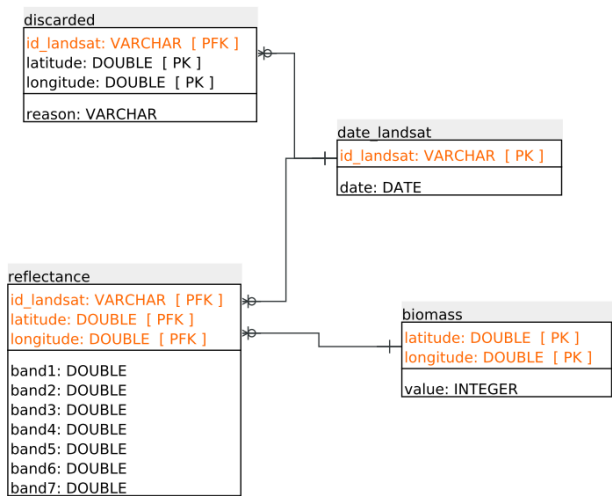 discarded
id_landsat: VARCHAR [ PFK ]
latitude: DOUBLE [ PK ]
longitude: DOUBLE [ PK ]
reason: VARCHAR
date_landsat
id_landsat: VARCHAR [ PK ]
date: DATE
reflectance
id_landsat: VARCHAR [ PFK ]
latitude: DOUBLE [ PFK ]
longitude: DOUBLE [ PFK ]
band1: DOUBLE
band2: DOUBLE
band3: DOUBLE
band4: DOUBLE
band5: DOUBLE
band6: DOUBLE
band7: DOUBLE
biomass
latitude: DOUBLE [ PK ]
longitude: DOUBLE [ PK ]
value: INTEGER